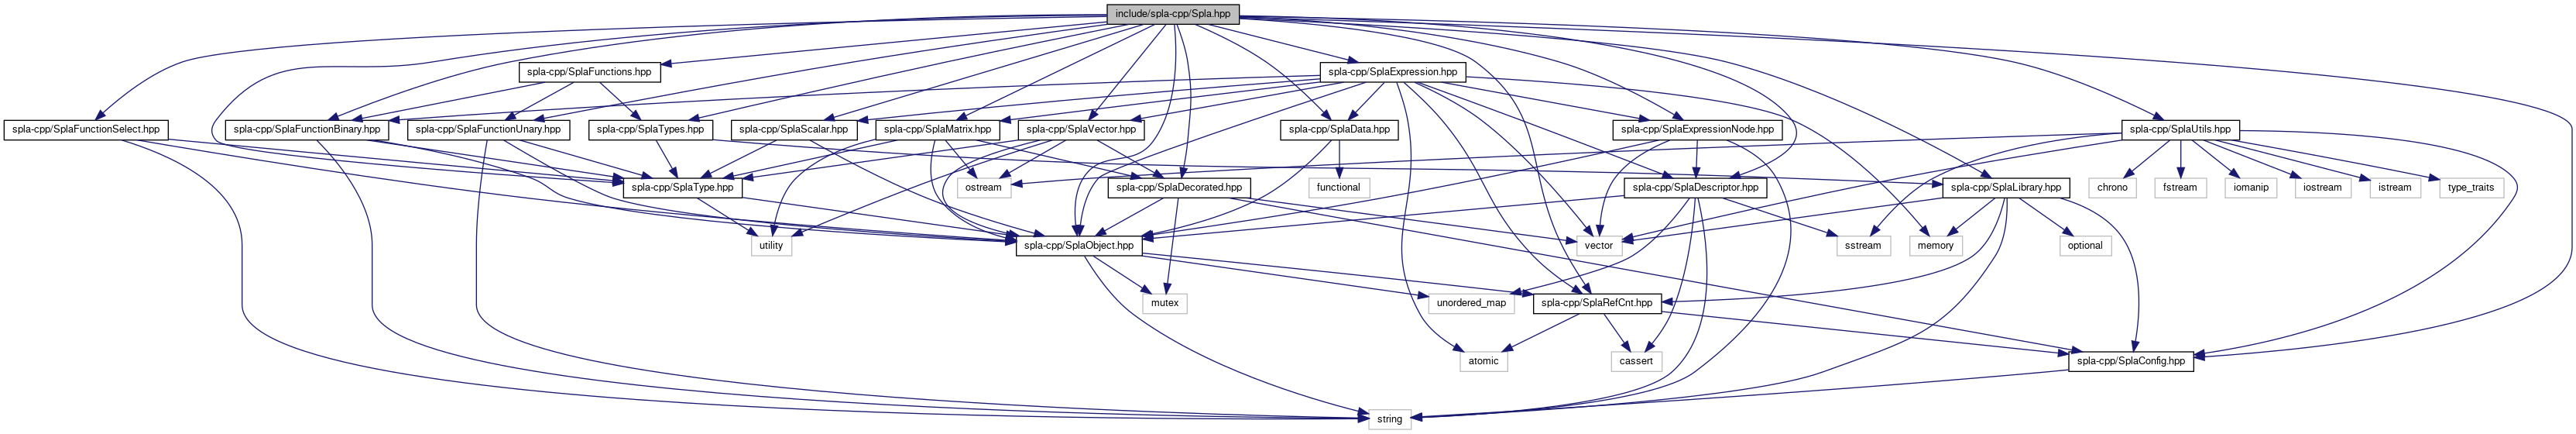 include/spla-cpp/Spla.hpp
spla-cpp/SplaFunctions.hpp
spla-cpp/SplaExpression.hpp
spla-cpp/SplaFunctionSelect.hpp
spla-cpp/SplaFunctionBinary.hpp
spla-cpp/SplaFunctionUnary.hpp
spla-cpp/SplaTypes.hpp
spla-cpp/SplaScalar.hpp
spla-cpp/SplaMatrix.hpp
spla-cpp/SplaVector.hpp
spla-cpp/SplaData.hpp
spla-cpp/SplaExpressionNode.hpp
spla-cpp/SplaUtils.hpp
spla-cpp/SplaType.hpp
ostream
spla-cpp/SplaDecorated.hpp
functional
spla-cpp/SplaDescriptor.hpp
spla-cpp/SplaLibrary.hpp
chrono
fstream
iomanip
iostream
istream
type_traits
utility
spla-cpp/SplaObject.hpp
vector
sstream
memory
optional
mutex
unordered_map
spla-cpp/SplaRefCnt.hpp
atomic
cassert
spla-cpp/SplaConfig.hpp
string